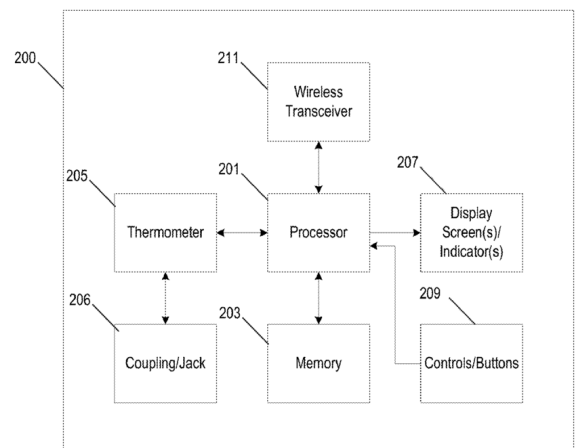 200
211
Wireless
Transceiver
205
201
207
Thermometer
Processor
Display
Screen(s)/
Indicator(s)
206
203
209
Coupling/Jack
Memory
Controls/Buttons